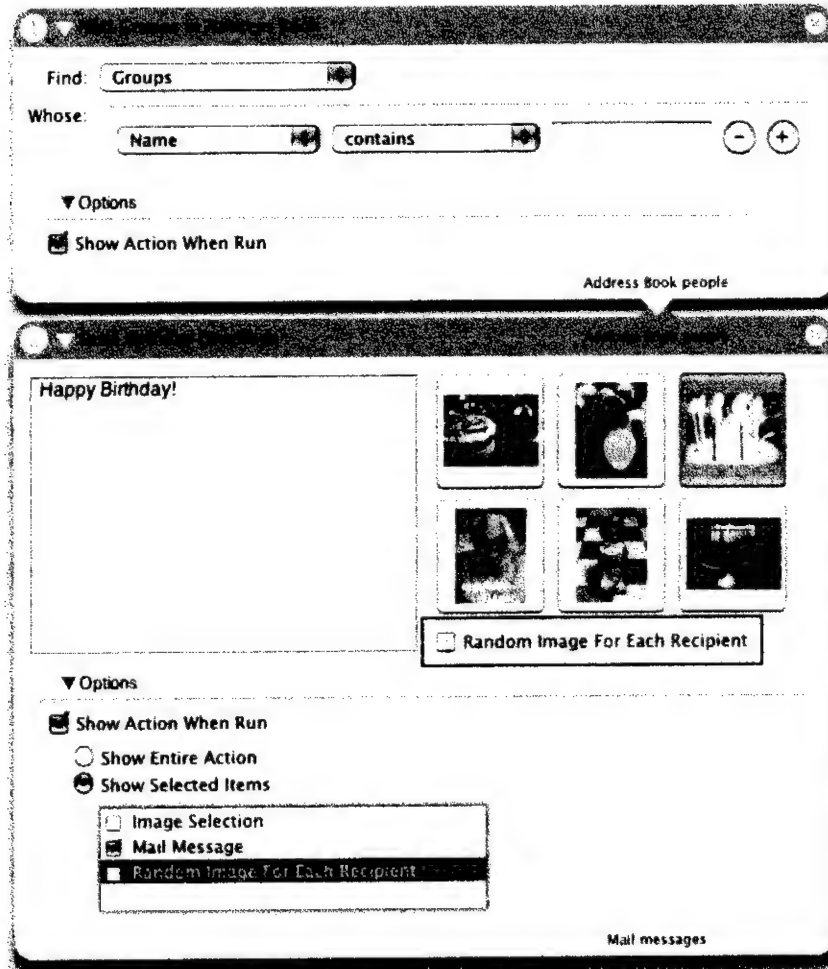 Find: Groups
Whose:
Name contains
▼ Options
Show Action When Run
Address Book people
Happy Birthday!
Random Image For Each Recipient
▼ Options
Show Action When Run
Show Entire Action
Show Selected Items
Image Selection
Mail Message
Random Image For Each Recipient
Mail messages